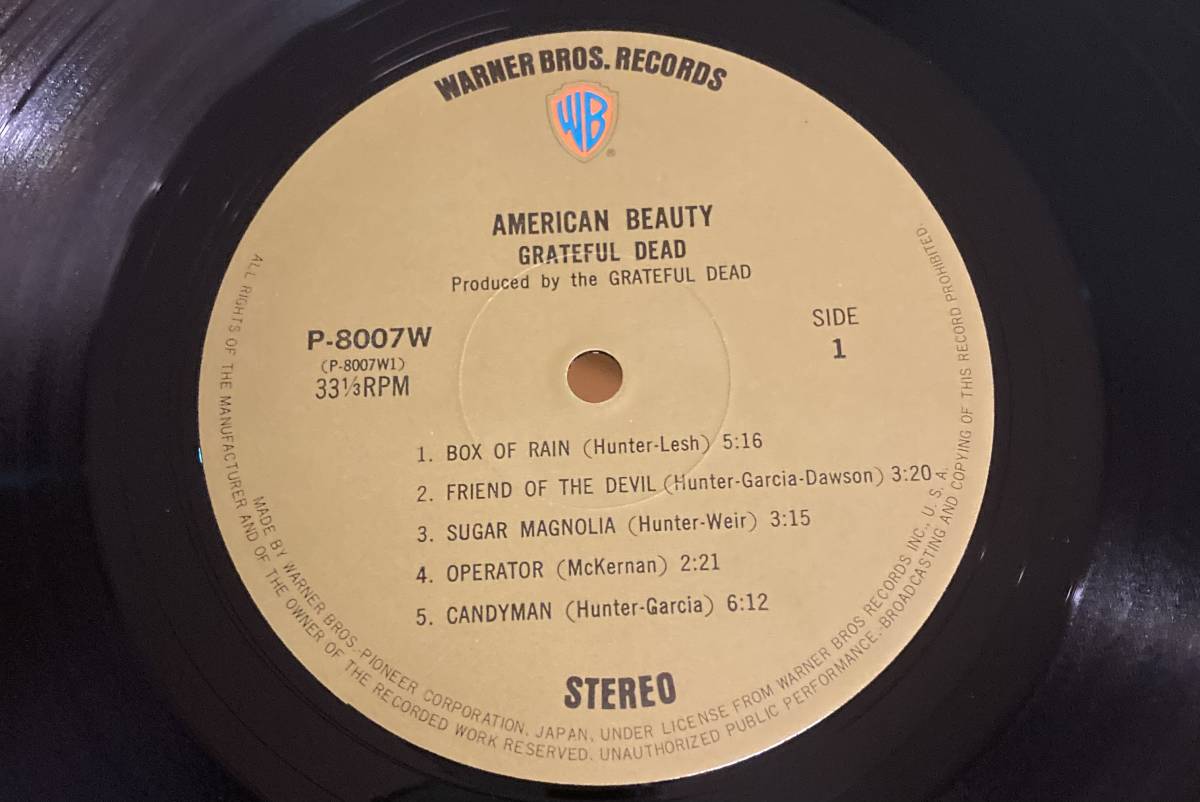 WARNER BROS. RECORDS
WB
®
AMERICAN BEAUTY
GRATEFUL DEAD
Produced by the GRATEFUL DEAD
P-8007W
(P-8007W1)
33⅓RPM
SIDE
1
1. BOX OF RAIN (Hunter-Lesh) 5:16
2. FRIEND OF THE DEVIL (Hunter-Garcia-Dawson) 3:20
3. SUGAR MAGNOLIA (Hunter-Weir) 3:15
4. OPERATOR (McKernan) 2:21
5. CANDYMAN (Hunter-Garcia) 6:12
STEREO
MADE BY WARNER BROS.-PIONEER CORPORATION, JAPAN, UNDER LICENSE FROM WARNER BROS RECORDS INC., U. S. A.
ALL RIGHTS OF THE MANUFACTURER AND OF THE OWNER OF THE RECORDED WORK RESERVED. UNAUTHORIZED PUBLIC PERFORMANCE, BROADCASTING AND COPYING OF THIS RECORD PROHIBITED.